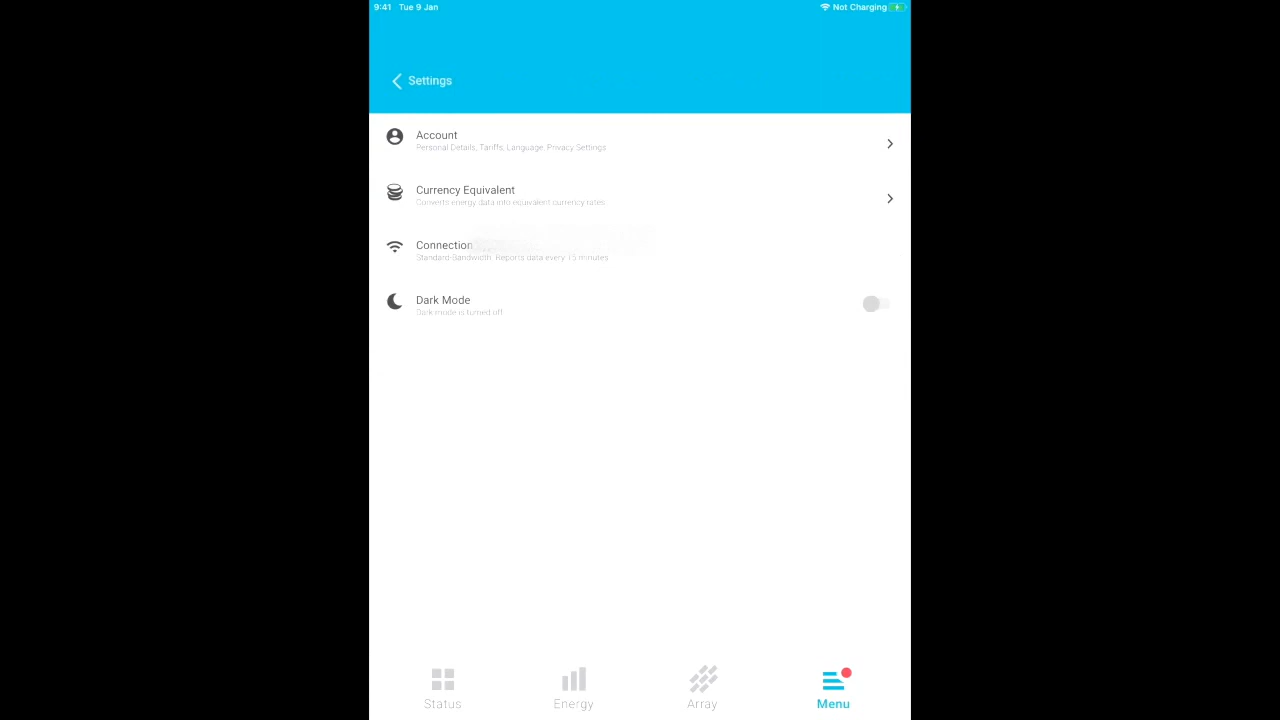 9:41 Tue 9 Jan Not Charging
Settings
Account
Personal Details, Tariffs, Language, Privacy Settings
Currency Equivalent
Converts energy data into equivalent currency rates
Connection
Standard-Bandwidth. Reports data every 15 minutes
Dark Mode
Dark mode is turned off
Status Energy Array Menu